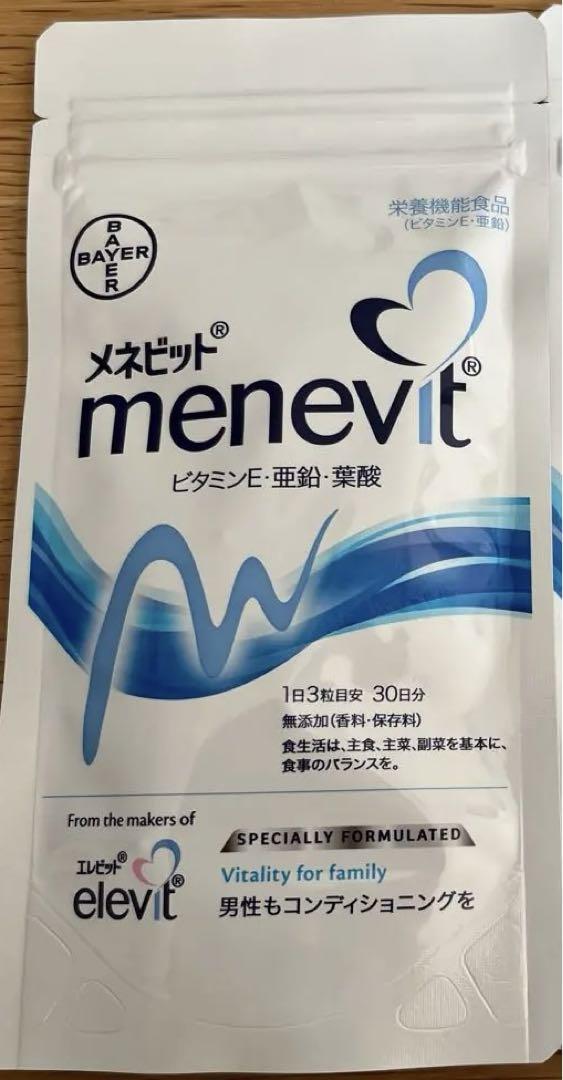 栄養機能食品
(ビタミンE・亜鉛)
BAYER
BAYER
メネビット®
menevit®
ビタミンE・亜鉛・葉酸
1日3粒目安 30日分
無添加(香料・保存料)
食生活は、主食、主菜、副菜を基本に、
食事のバランスを。
From the makers of
エレビット®
elevit®
SPECIALLY FORMULATED
Vitality for family
男性もコンディショニングを